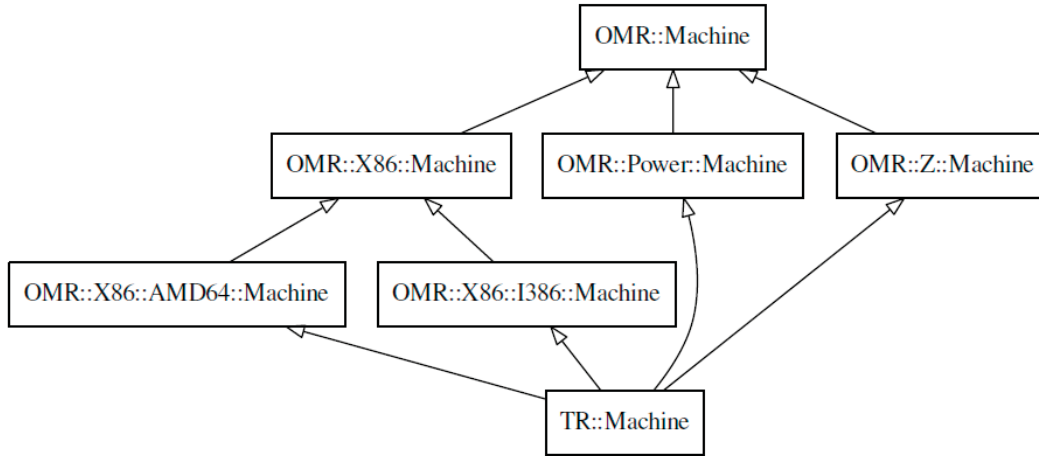 OMR::Machine
OMR::X86::Machine
OMR::Power::Machine
OMR::Z::Machine
OMR::X86::AMD64::Machine
OMR::X86::I386::Machine
TR::Machine